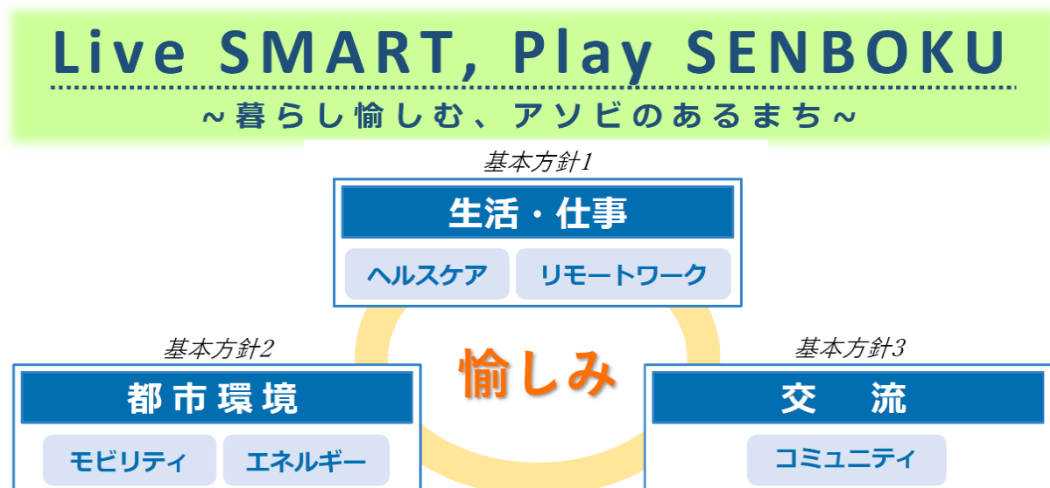 Live SMART, Play SENBOKU
~暮らし愉しむ、アソビのあるまち~
基本方針1
生活・仕事
ヘルスケア リモートワーク
愉しみ
基本方針2
都市環境
モビリティ エネルギー
基本方針3
交 流
コミュニティ